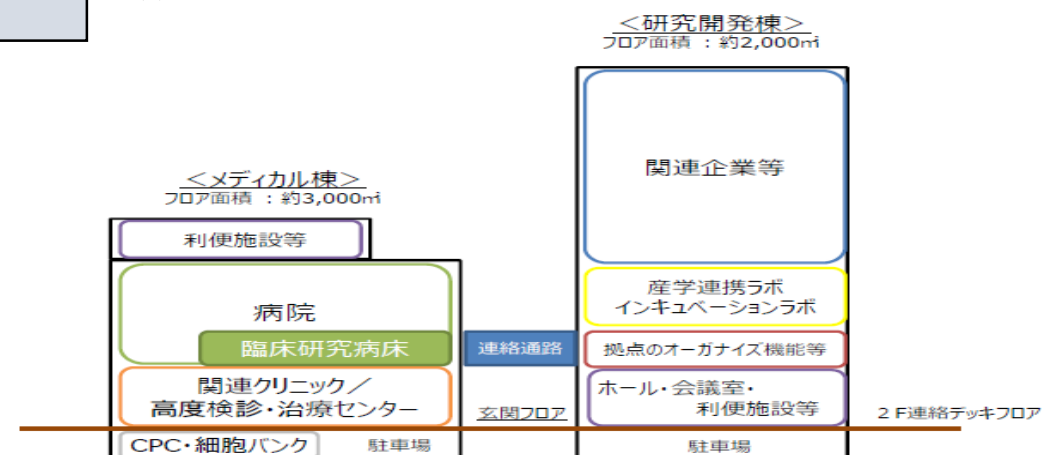 ＜研究開発棟＞
フロア面積 ： 約2,000㎡
関連企業等
＜メディカル棟＞
フロア面積 ： 約3,000㎡
利便施設等
産学連携ラボ
インキュベーションラボ
病院
臨床研究病床
連絡通路
拠点のオーガナイズ機能等
関連クリニック／
高度検診・治療センター
玄関フロア
ホール・会議室・
利便施設等
２F連絡デッキフロア
CPC・細胞バンク
駐車場
駐車場